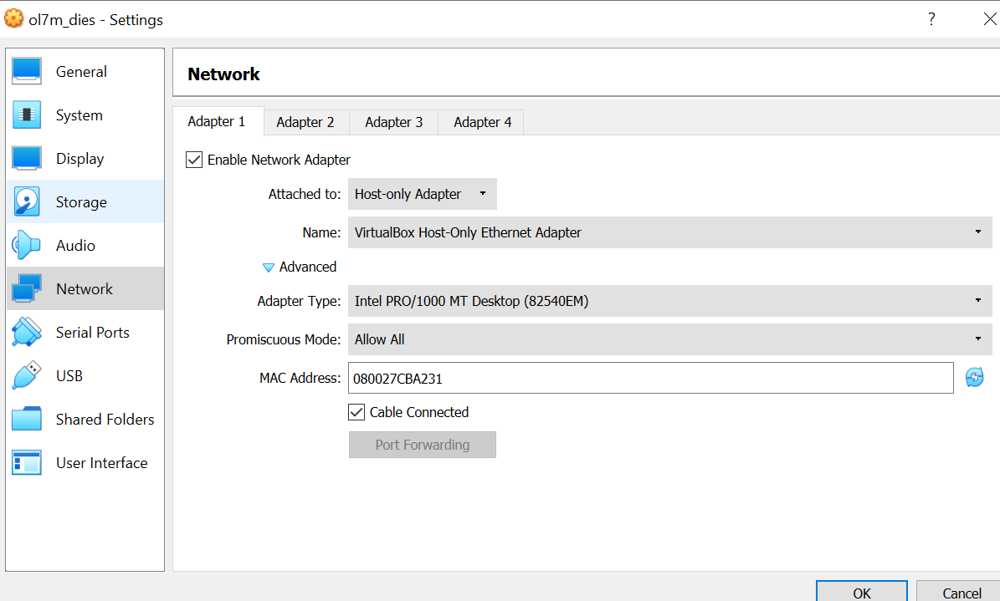 ol7m_dies - Settings
?
General
System
Display
Storage
Audio
Network
Serial Ports
USB
Shared Folders
User Interface
Network
Adapter 1
Adapter 2
Adapter 3
Adapter 4
Enable Network Adapter
Attached to: Host-only Adapter
Name: VirtualBox Host-Only Ethernet Adapter
Advanced
Adapter Type: Intel PRO/1000 MT Desktop (82540EM)
Promiscuous Mode: Allow All
MAC Address: 080027CBA231
Cable Connected
Port Forwarding
OK
Cancel